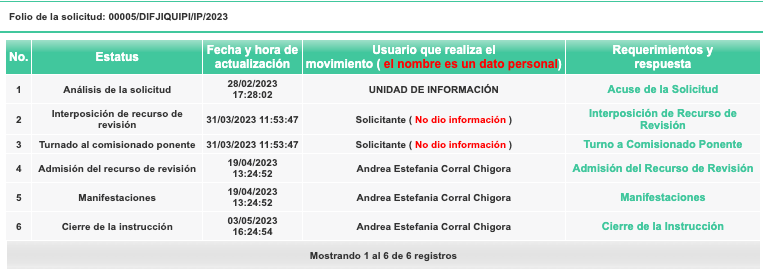 Folio de la solicitud: 00005/DIFJIQUIPI/IP/2023
No. Estatus Fecha y hora de actualización Usuario que realiza el movimiento ( el nombre es un dato personal) Requerimientos y respuesta
1 Análisis de la solicitud 28/02/2023 17:28:02 UNIDAD DE INFORMACIÓN Acuse de la Solicitud
2 Interposición de recurso de revisión 31/03/2023 11:53:47 Solicitante ( No dio información ) Interposición de Recurso de Revisión
3 Turnado al comisionado ponente 31/03/2023 11:53:47 Solicitante ( No dio información ) Turno a Comisionado Ponente
4 Admisión del recurso de revisión 19/04/2023 13:24:52 Andrea Estefania Corral Chigora Admisión del Recurso de Revisión
5 Manifestaciones 19/04/2023 13:24:52 Andrea Estefania Corral Chigora Manifestaciones
6 Cierre de la instrucción 03/05/2023 16:24:54 Andrea Estefania Corral Chigora Cierre de la Instrucción
Mostrando 1 al 6 de 6 registros